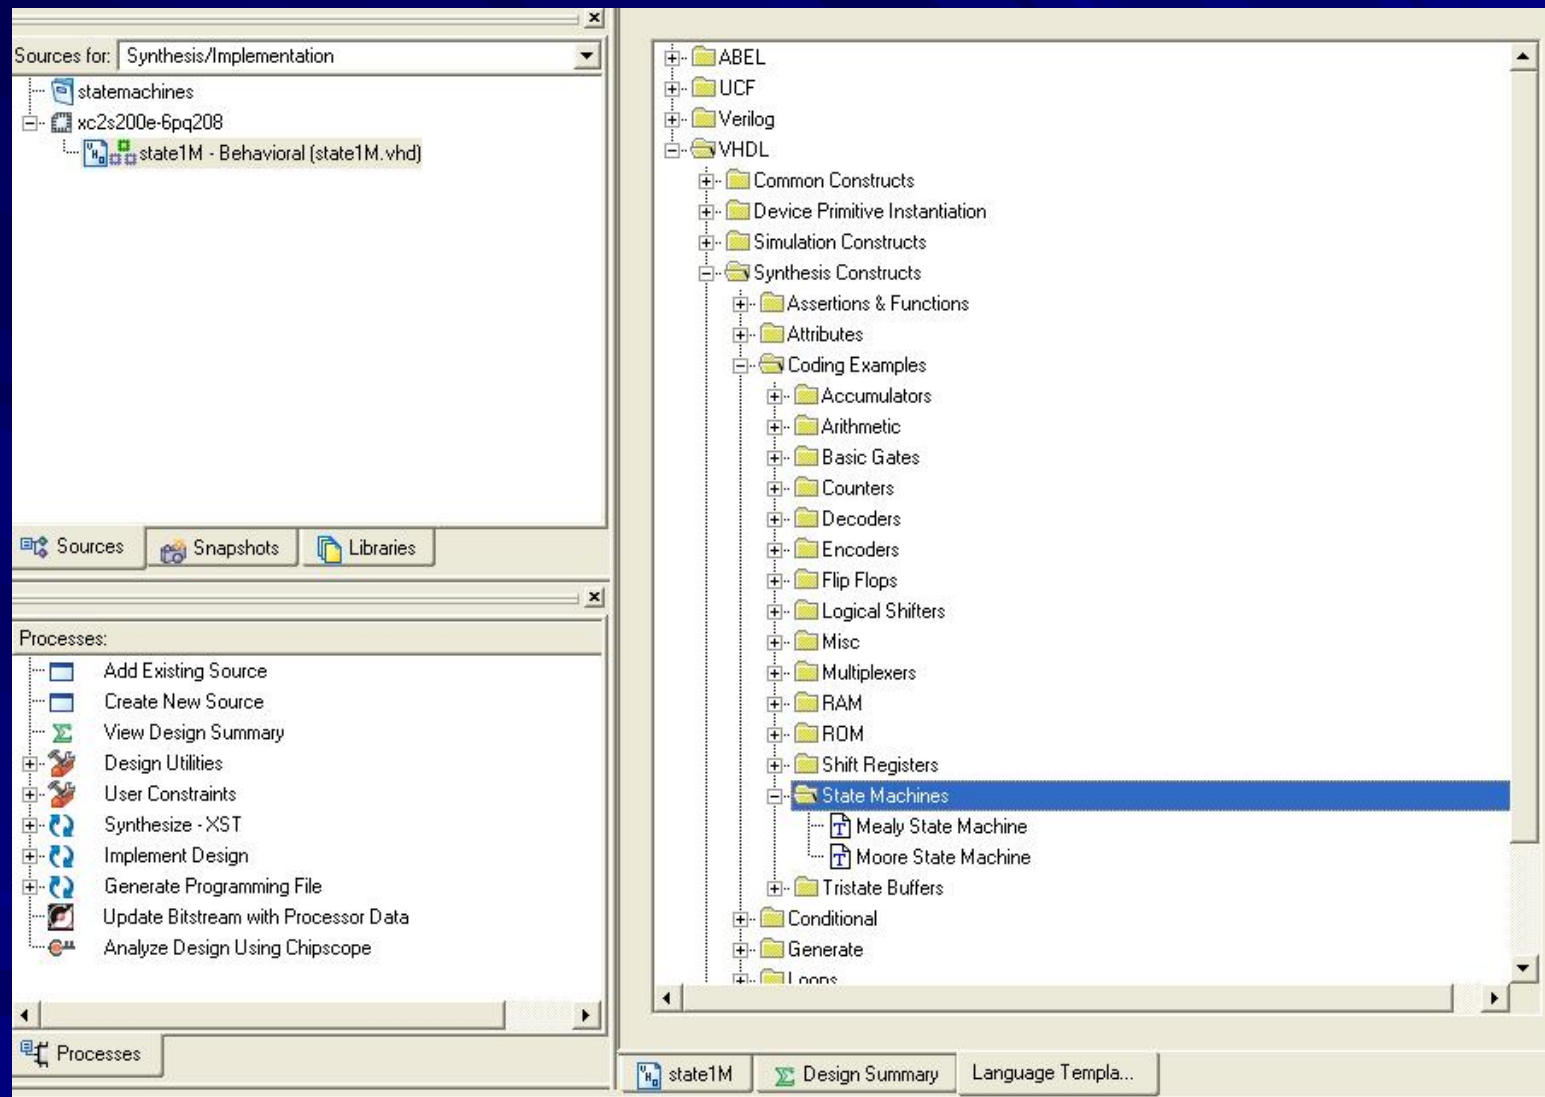 Sources for: Synthesis/Implementation
statemachines
xc2s200e-6pq208
state1M - Behavioral (state1M.vhd)
Sources Snapshots Libraries
Processes:
Add Existing Source
Create New Source
View Design Summary
Design Utilities
User Constraints
Synthesize - XST
Implement Design
Generate Programming File
Update Bitstream with Processor Data
Analyze Design Using Chipscope
Processes
ABEL
UCF
Verilog
VHDL
Common Constructs
Device Primitive Instantiation
Simulation Constructs
Synthesis Constructs
Assertions & Functions
Attributes
Coding Examples
Accumulators
Arithmetic
Basic Gates
Counters
Decoders
Encoders
Flip Flops
Logical Shifters
Misc
Multiplexers
RAM
ROM
Shift Registers
State Machines
Mealy State Machine
Moore State Machine
Tristate Buffers
Conditional
Generate
Loops
state1M Design Summary Language Templa...